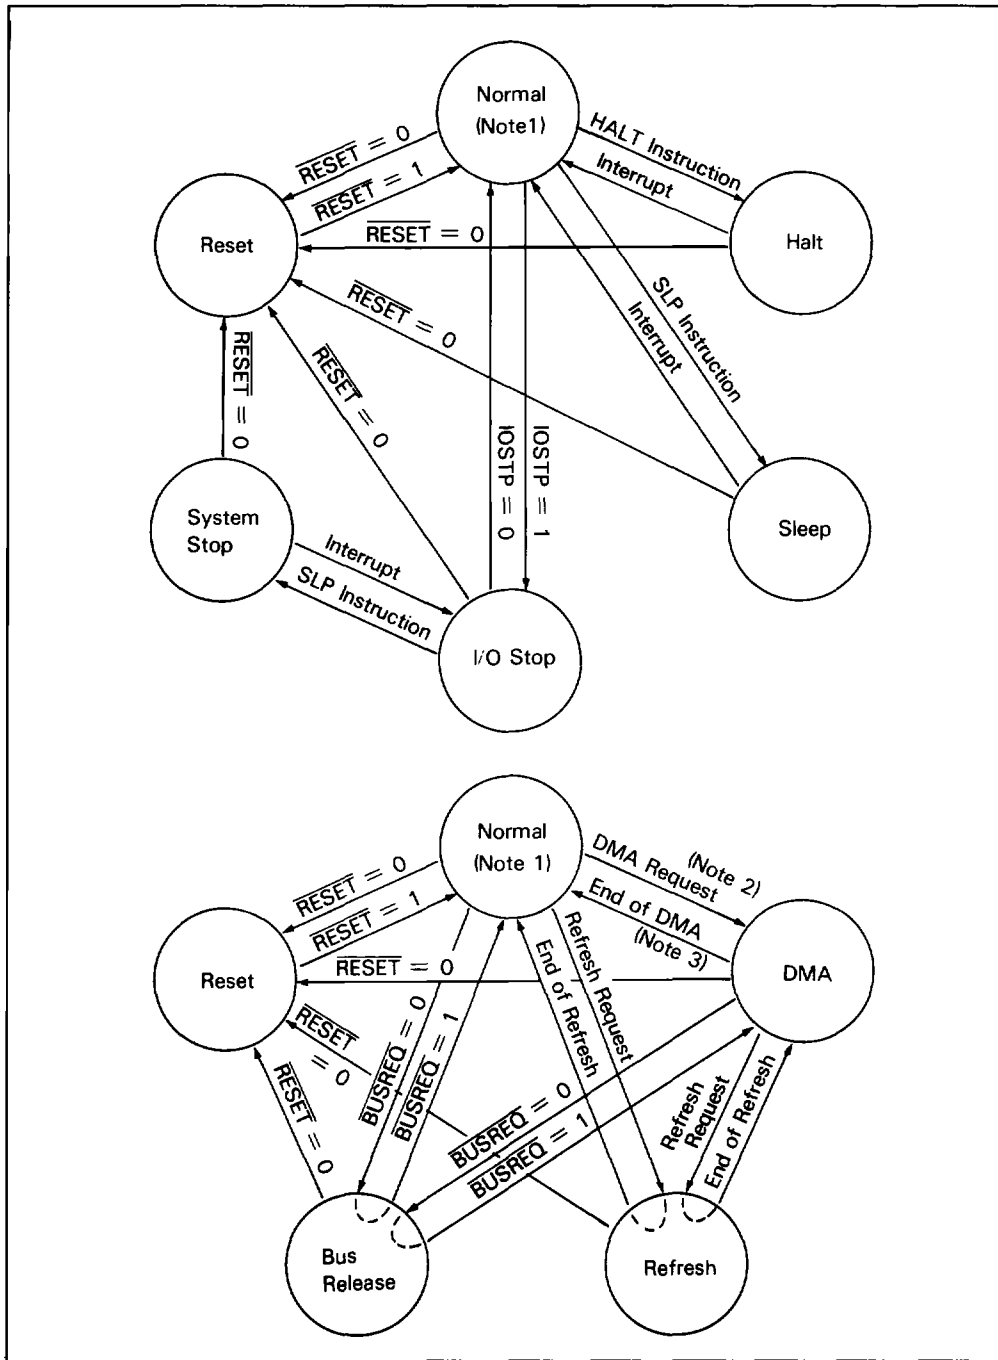 Normal
(Note1)
RESET = 0
RESET = 1
HALT Instruction
Interrupt
Reset
RESET = 0
Halt
RESET = 0
SLP Instruction
Interrupt
RESET = 0
RESET = 0
IOSTP = 0
IOSTP = 1
System
Stop
Sleep
Interrupt
SLP Instruction
I/O Stop
Normal
(Note 1)
RESET = 0
RESET = 1
DMA Request
(Note 2)
End of DMA
(Note 3)
Reset
RESET = 0
DMA
RESET
= 0
BUSREQ = 0
BUSREQ = 1
End of Refresh
Refresh Request
RESET = 0
BUSREQ = 0
BUSREQ = 1
Refresh
Request
End of Refresh
Bus
Release
Refresh